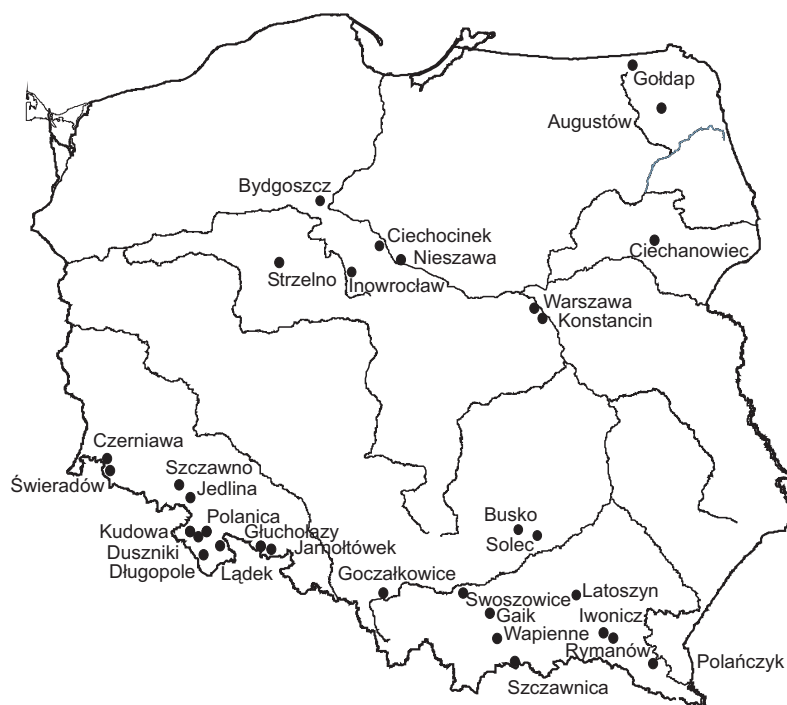 Gołdap
Augustów
Bydgoszcz
Ciechocinek
Nieszawa
Ciechanowiec
Strzelno
Inowrocław
Warszawa
Konstancin
Czerniawa
Świeradów
Szczawno
Jedlina
Polanica
Kudowa
Głuchołazy
Duszniki
Jarnołtówek
Długopole
Lądek
Busko
Solec
Goczałkowice
Swoszowice
Latoszyn
Gaik
Iwonicz
Wapienne
Rymanów
Polańczyk
Szczawnica